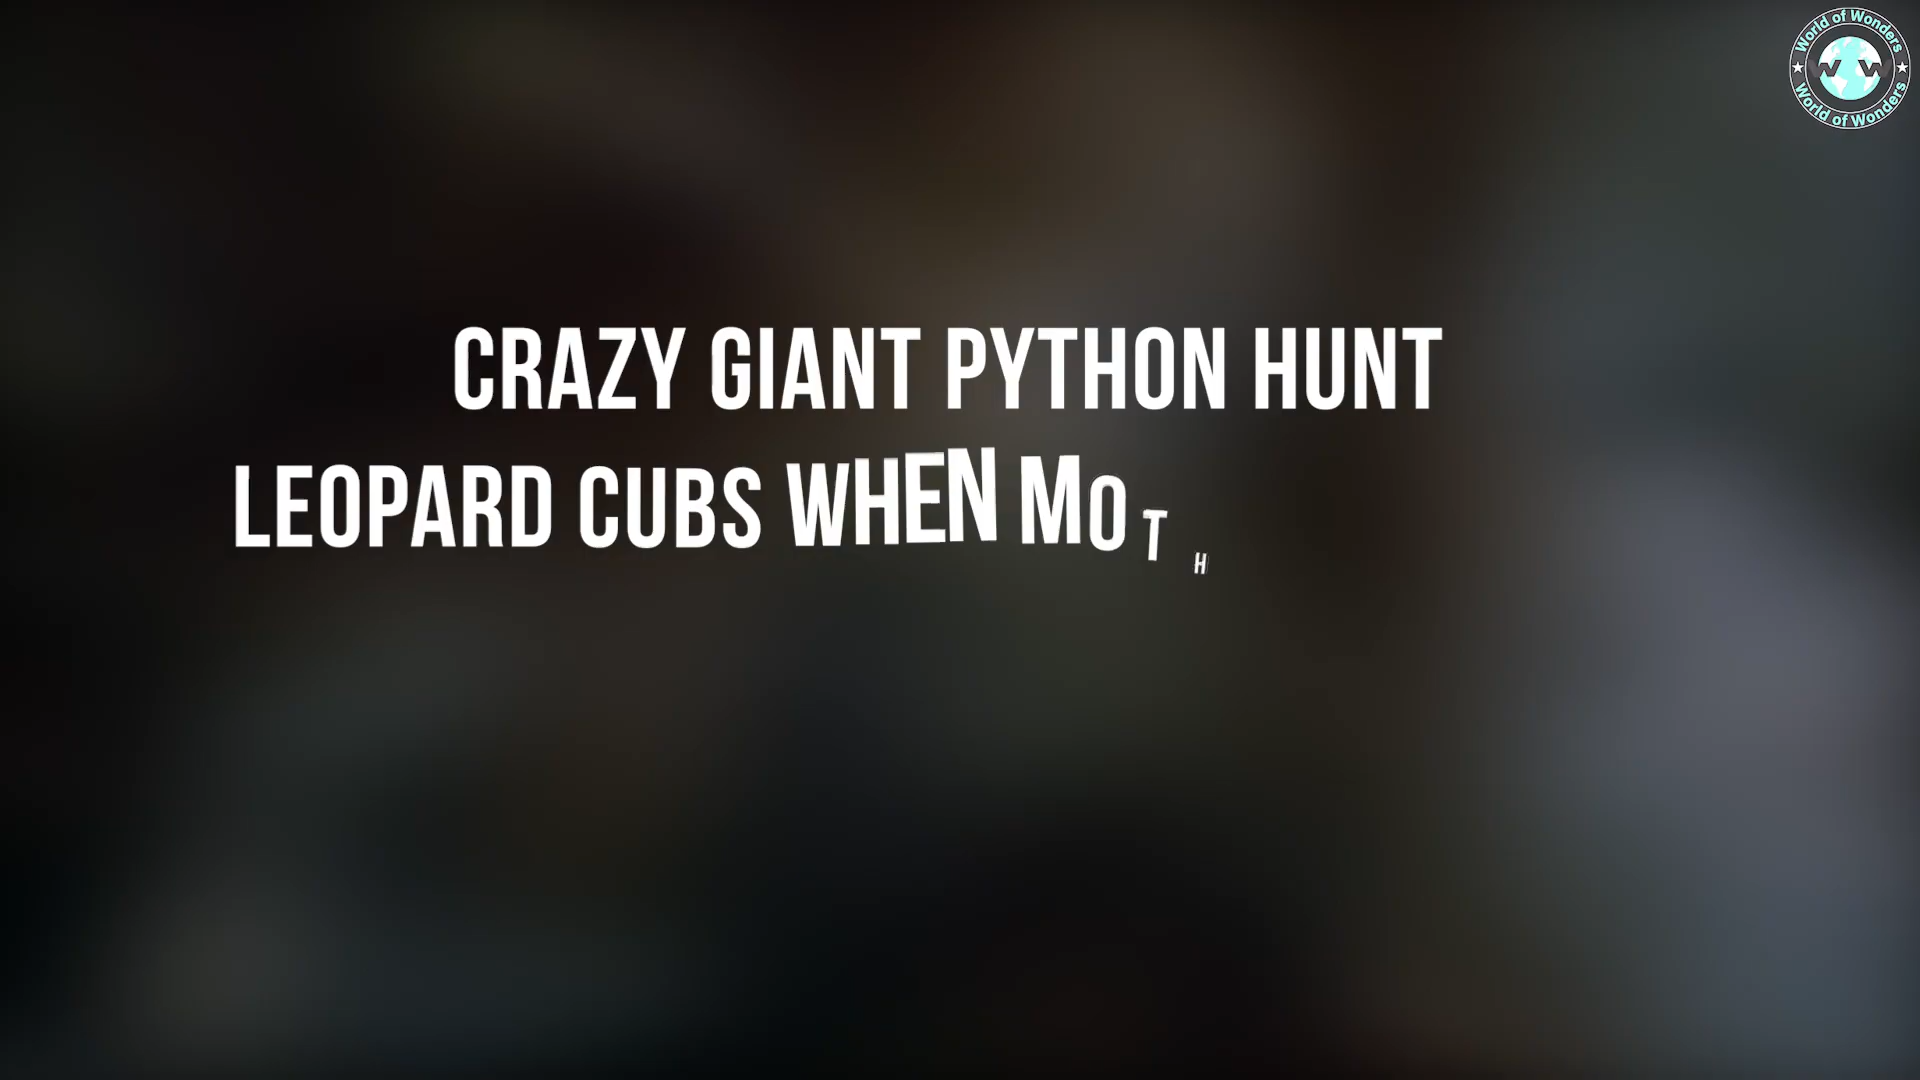 World of Wonders
W W
World of Wonders
CRAZY GIANT PYTHON HUNT
LEOPARD CUBS WHEN MOTH